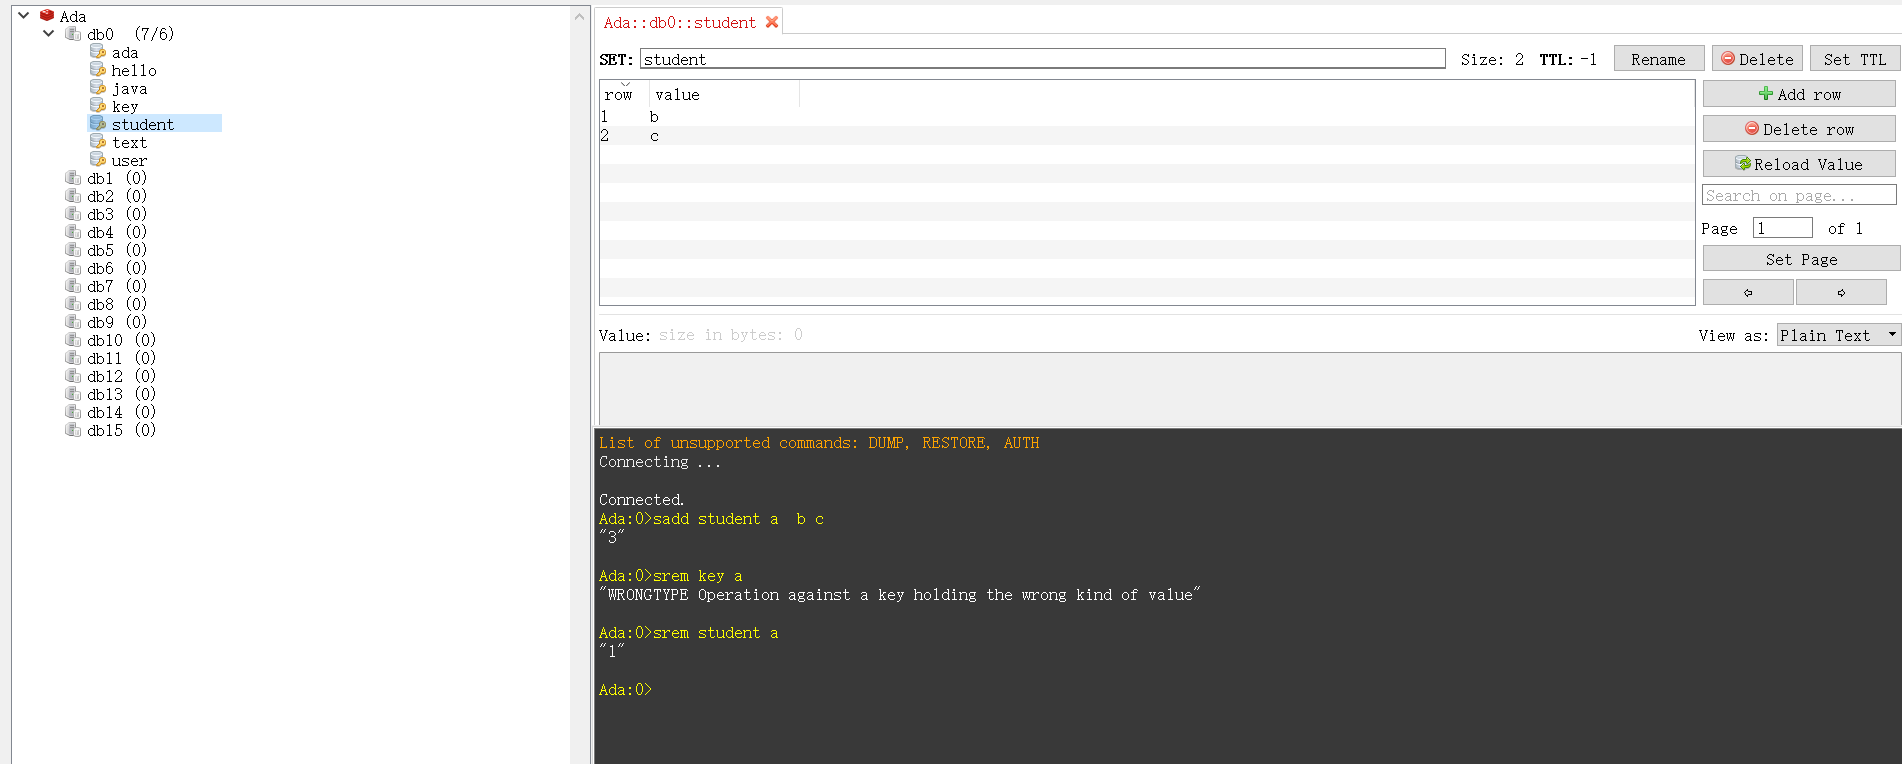 Ada
db0 (7/6)
ada
hello
java
key
student
text
user
db1 (0)
db2 (0)
db3 (0)
db4 (0)
db5 (0)
db6 (0)
db7 (0)
db8 (0)
db9 (0)
db10 (0)
db11 (0)
db12 (0)
db13 (0)
db14 (0)
db15 (0)
Ada::db0::student
SET: student Size: 2 TTL: -1 Rename Delete Set TTL
row value
1 b
2 c
Add row
Delete row
Reload Value
Search on page...
Page 1 of 1
Set Page
Value: size in bytes: 0 View as: Plain Text
List of unsupported commands: DUMP, RESTORE, AUTH
Connecting ...
Connected.
Ada:0>sadd student a  b c
"3"
Ada:0>srem key a
"WRONGTYPE Operation against a key holding the wrong kind of value"
Ada:0>srem student a
"1"
Ada:0>